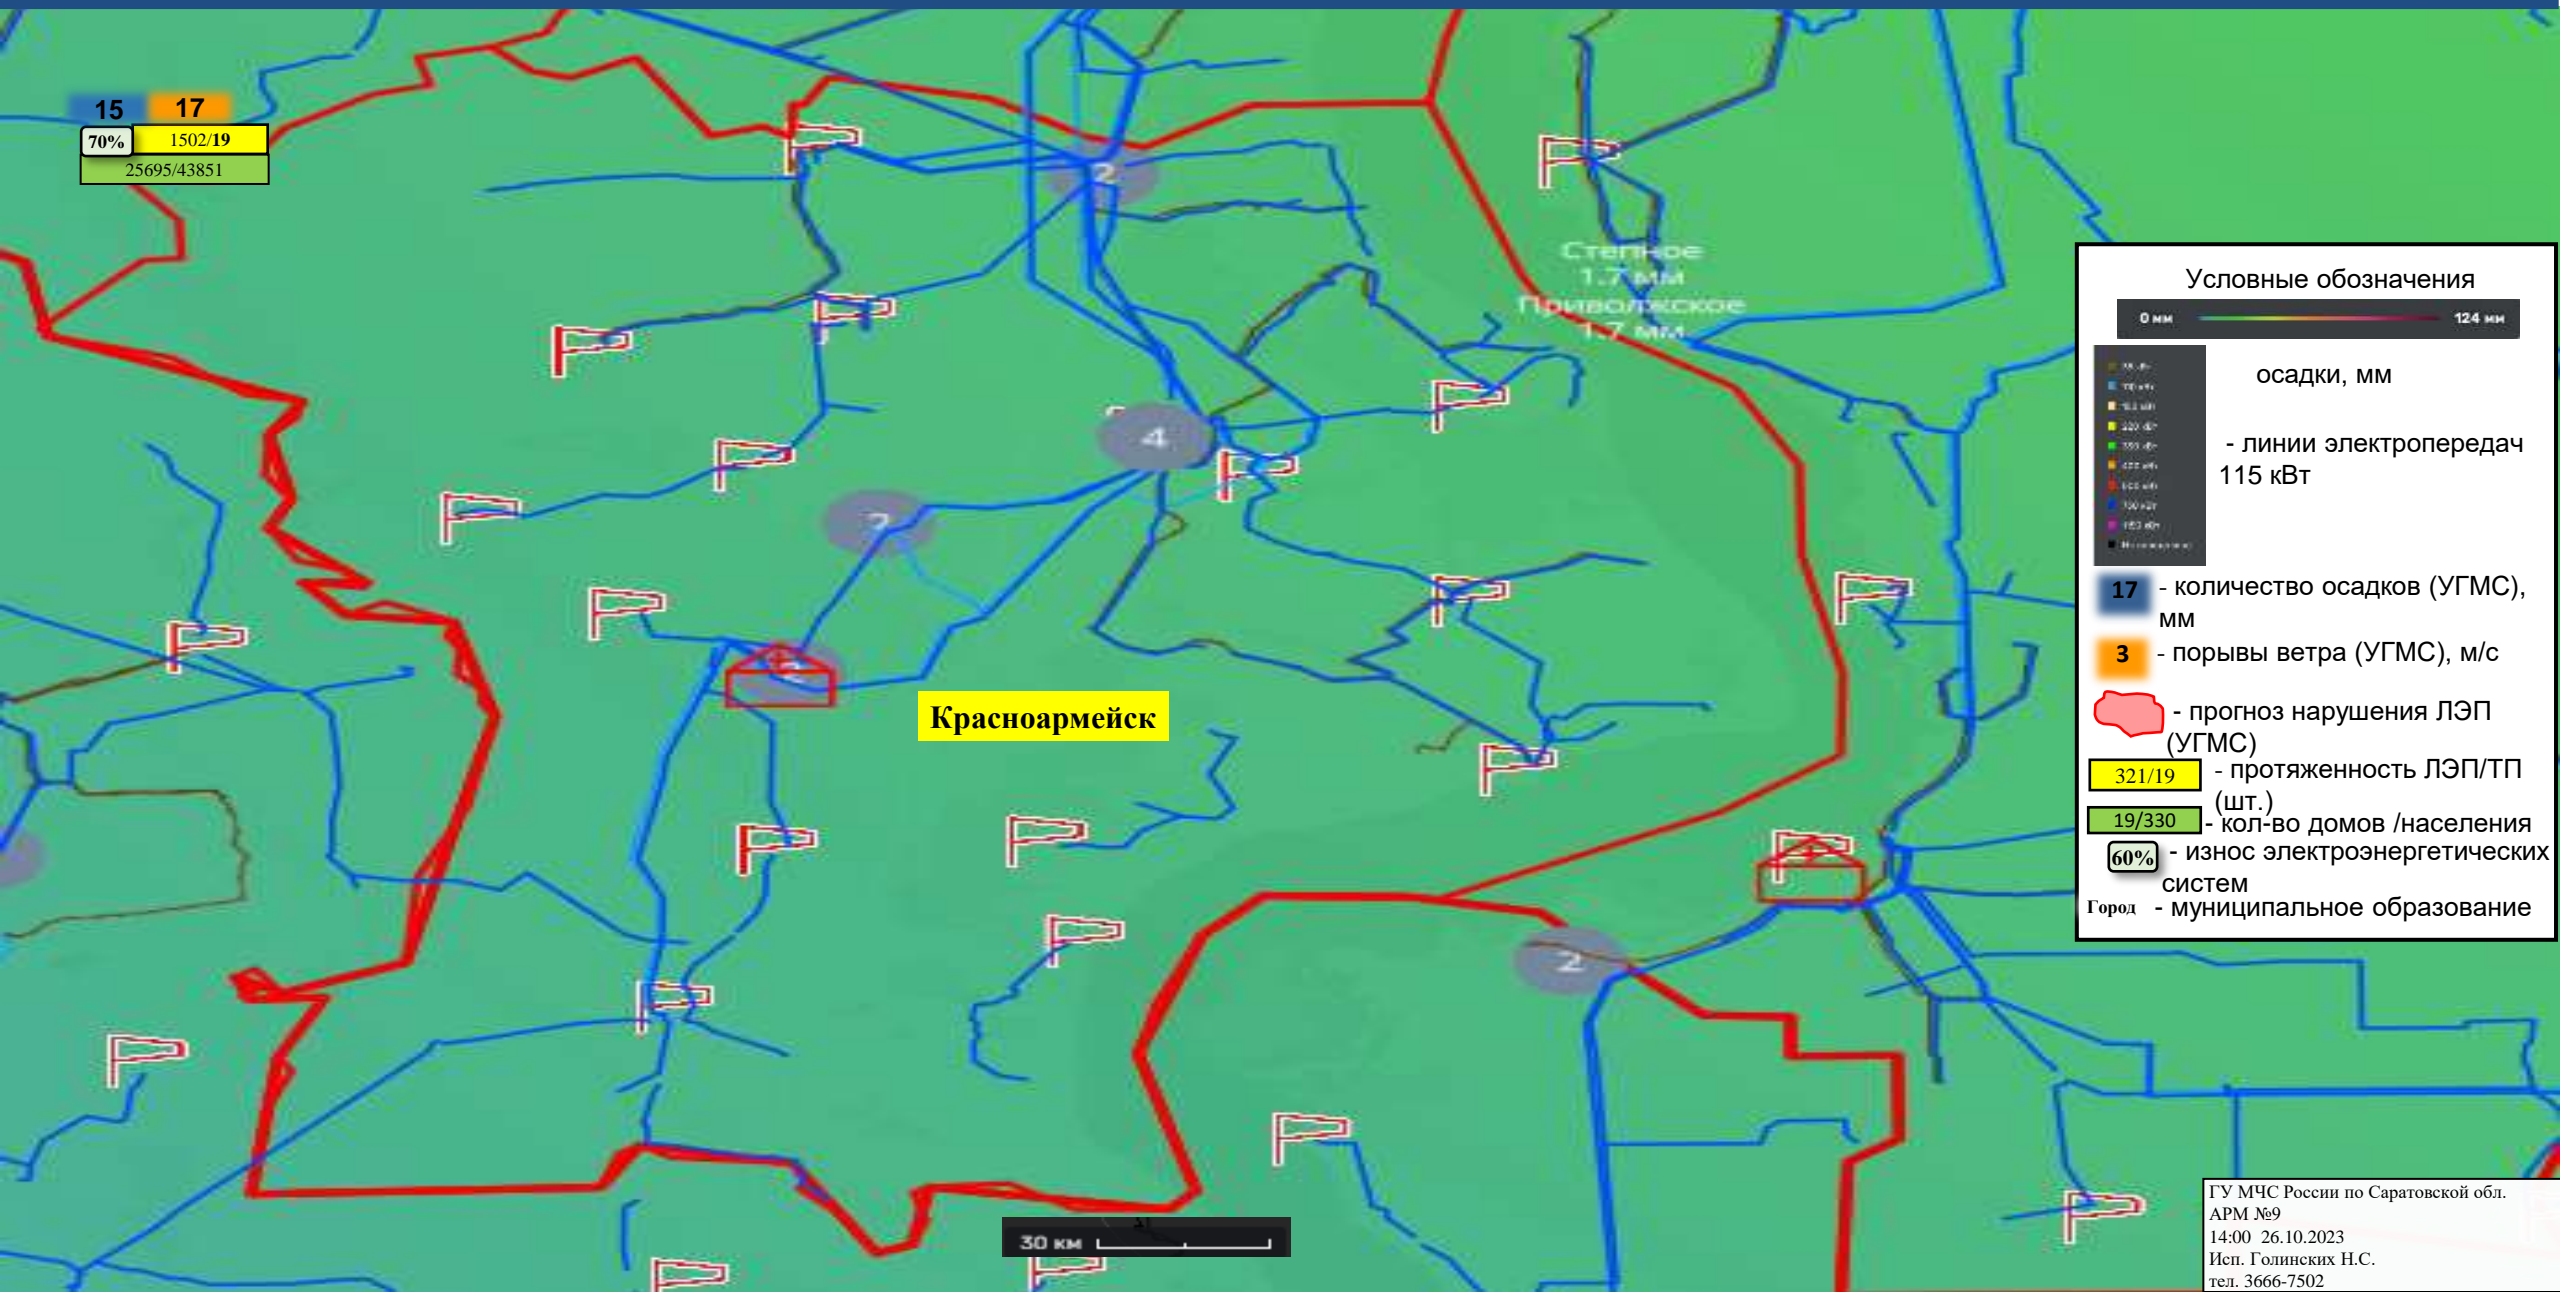 15 17
70% 1502/19
25695/43851
2
Степное
1.7 мм
Приволжское
1.7 мм
4
2
Красноармейск
2
30 км
Условные обозначения
0 мм 124 мм
осадки, мм
- линии электропередач
115 кВт
17 - количество осадков (УГМС),
мм
3 - порывы ветра (УГМС), м/с
- прогноз нарушения ЛЭП
(УГМС)
321/19 - протяженность ЛЭП/ТП
(шт.)
19/330 - кол-во домов /населения
60% - износ электроэнергетических
систем
Город - муниципальное образование
ГУ МЧС России по Саратовской обл.
АРМ №9
14:00 26.10.2023
Исп. Голинских Н.С.
тел. 3666-7502